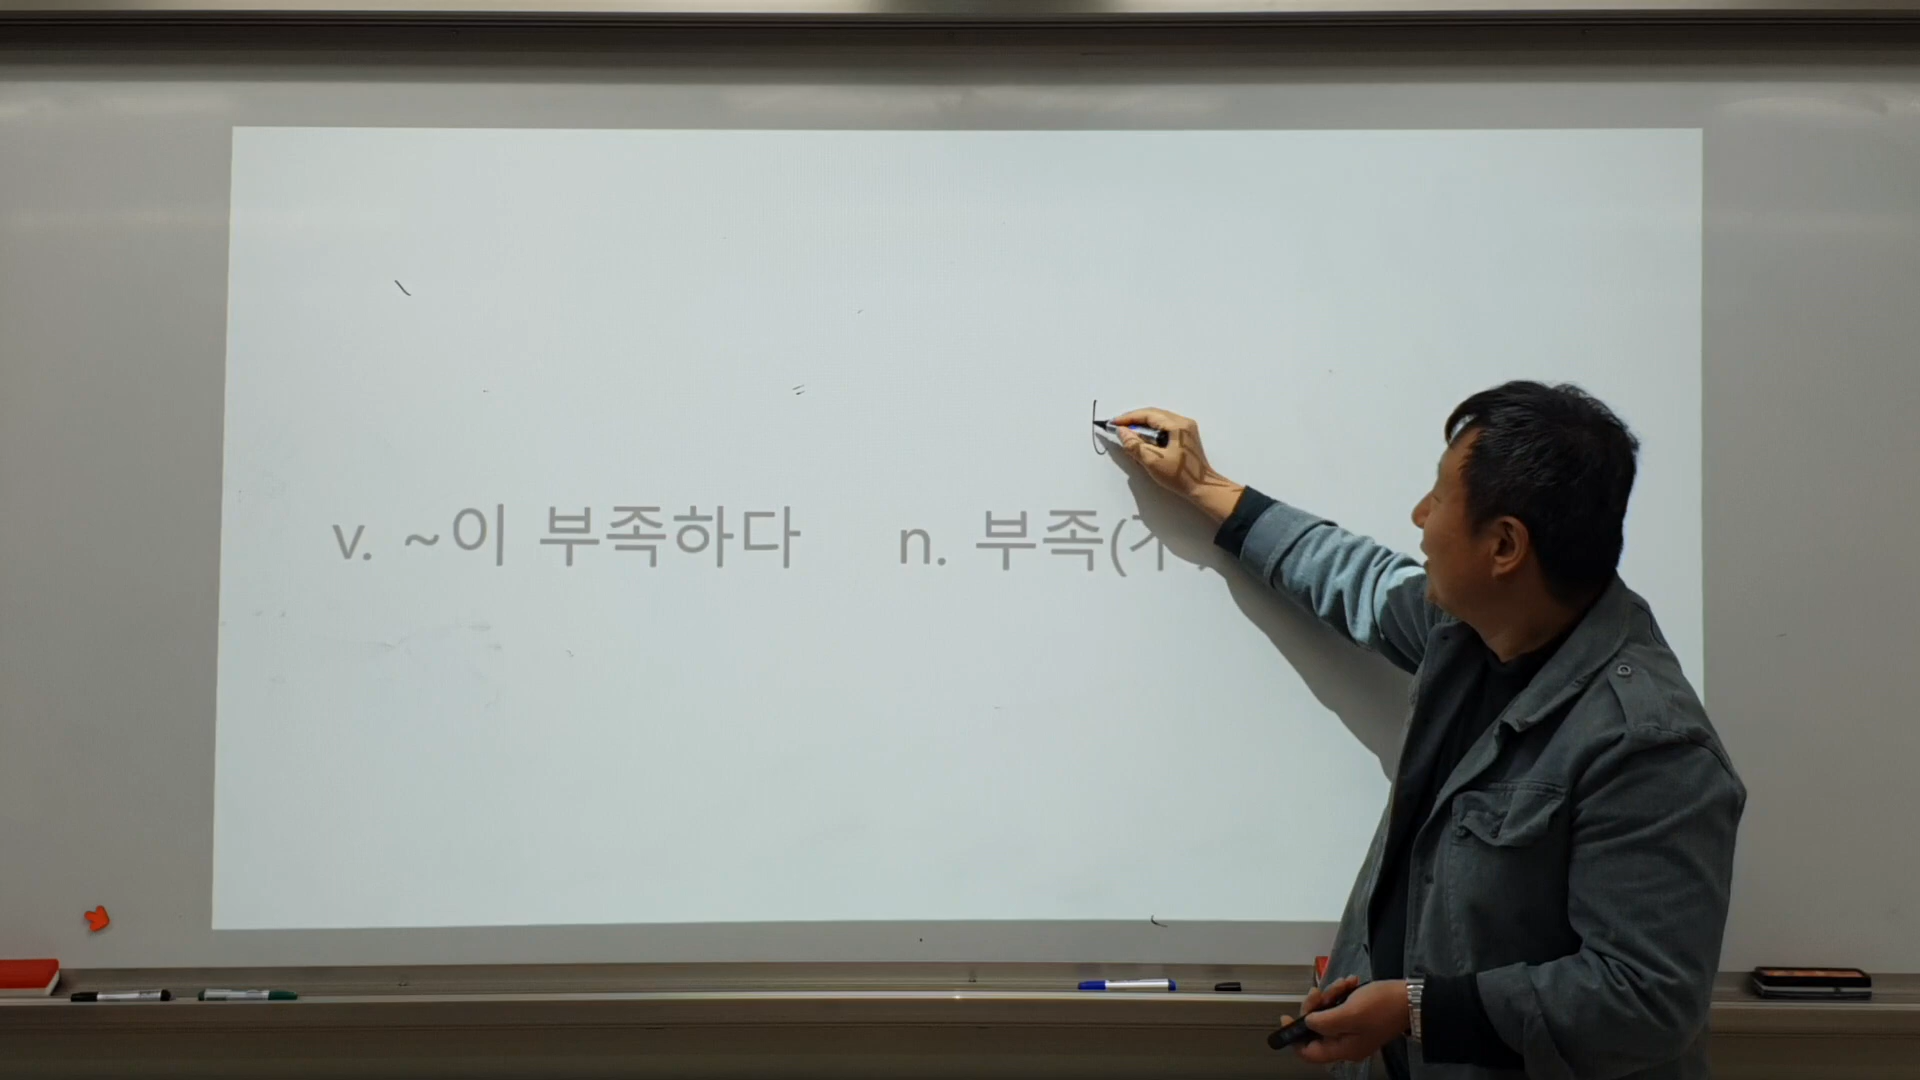 v. ~이 부족하다 n. 부족(